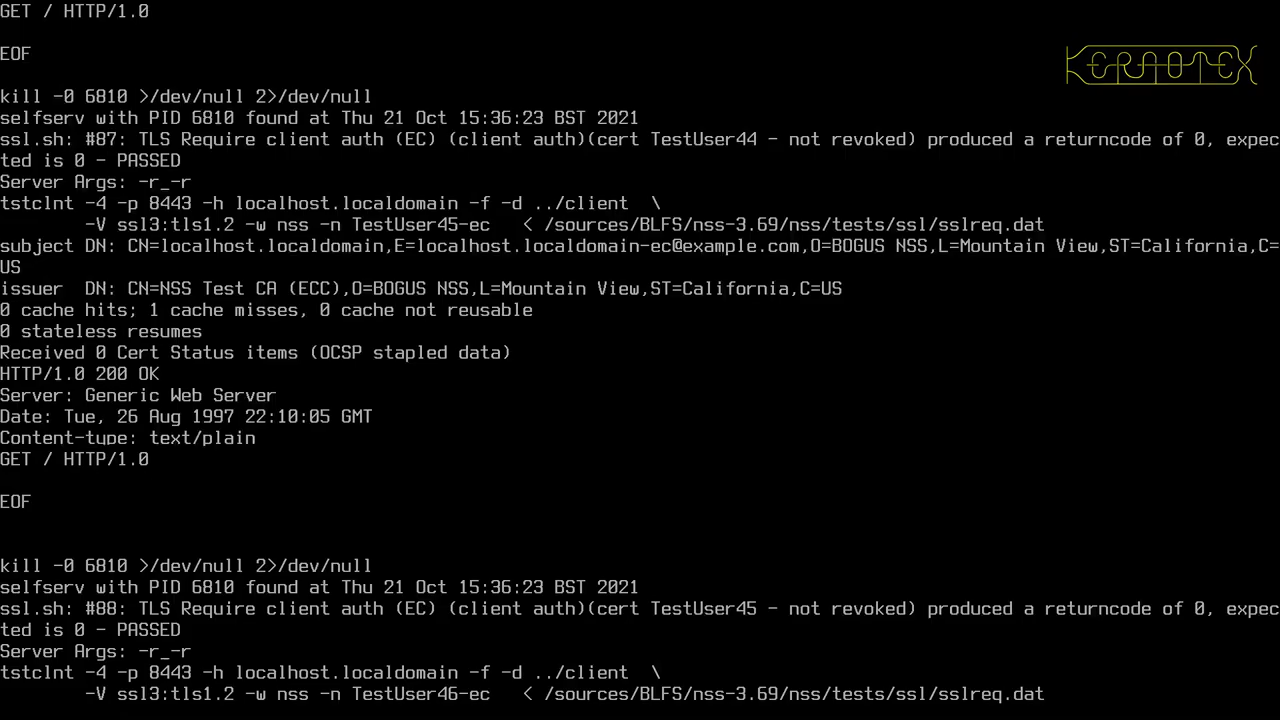 GET / HTTP/1.0
EOF
KERNOTEX
kill -0 6810 >/dev/null 2>/dev/null
selfserv with PID 6810 found at Thu 21 Oct 15:36:23 BST 2021
ssl.sh: #87: TLS Require client auth (EC) (client auth)(cert TestUser44 - not revoked) produced a returncode of 0, expec
ted is 0 - PASSED
Server Args: -r_-r
tstclnt -4 -p 8443 -h localhost.localdomain -f -d ../client  \
        -V ssl3:tls1.2 -w nss -n TestUser45-ec   < /sources/BLFS/nss-3.69/nss/tests/ssl/sslreq.dat
subject DN: CN=localhost.localdomain,E=localhost.localdomain-ec@example.com,O=BOGUS NSS,L=Mountain View,ST=California,C=
US
issuer  DN: CN=NSS Test CA (ECC),O=BOGUS NSS,L=Mountain View,ST=California,C=US
0 cache hits; 1 cache misses, 0 cache not reusable
0 stateless resumes
Received 0 Cert Status items (OCSP stapled data)
HTTP/1.0 200 OK
Server: Generic Web Server
Date: Tue, 26 Aug 1997 22:10:05 GMT
Content-type: text/plain
GET / HTTP/1.0
EOF
kill -0 6810 >/dev/null 2>/dev/null
selfserv with PID 6810 found at Thu 21 Oct 15:36:23 BST 2021
ssl.sh: #88: TLS Require client auth (EC) (client auth)(cert TestUser45 - not revoked) produced a returncode of 0, expec
ted is 0 - PASSED
Server Args: -r_-r
tstclnt -4 -p 8443 -h localhost.localdomain -f -d ../client  \
        -V ssl3:tls1.2 -w nss -n TestUser46-ec   < /sources/BLFS/nss-3.69/nss/tests/ssl/sslreq.dat